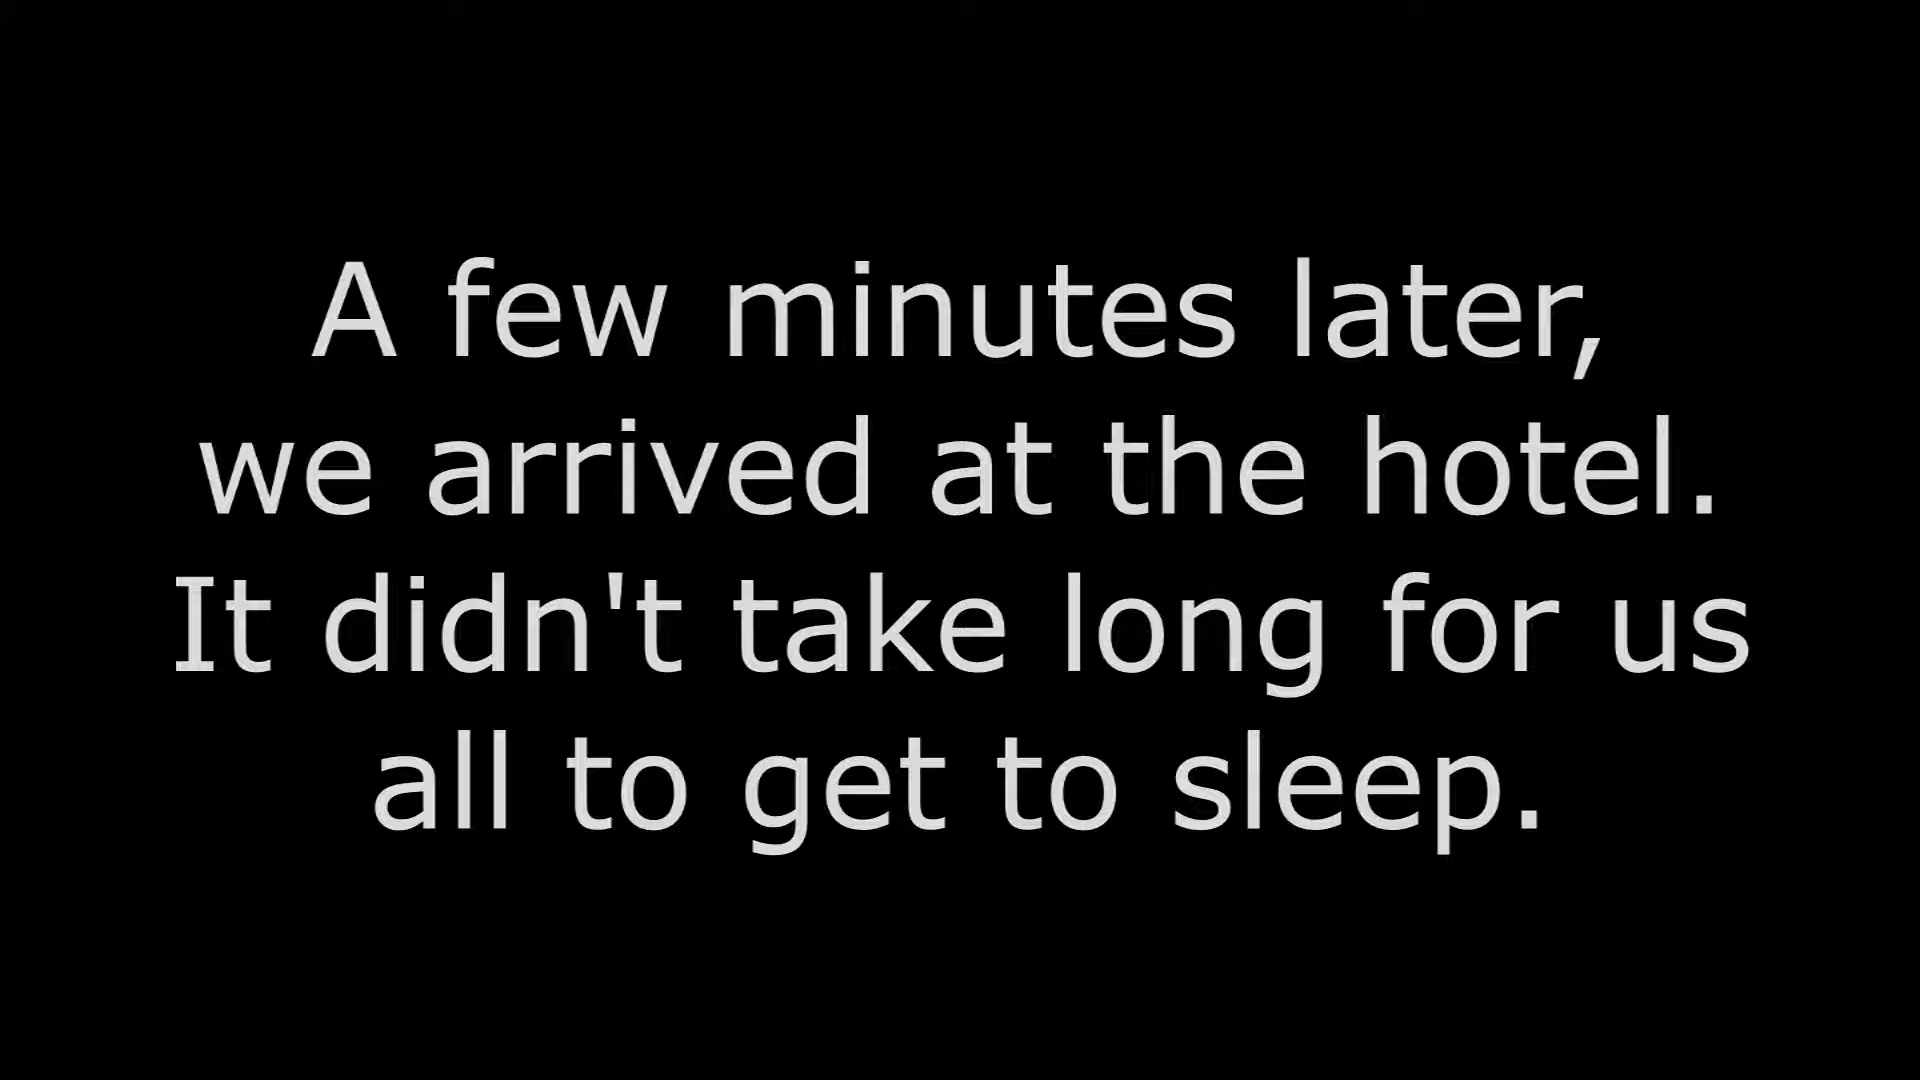 A few minutes later,
we arrived at the hotel.
It didn't take long for us
all to get to sleep.